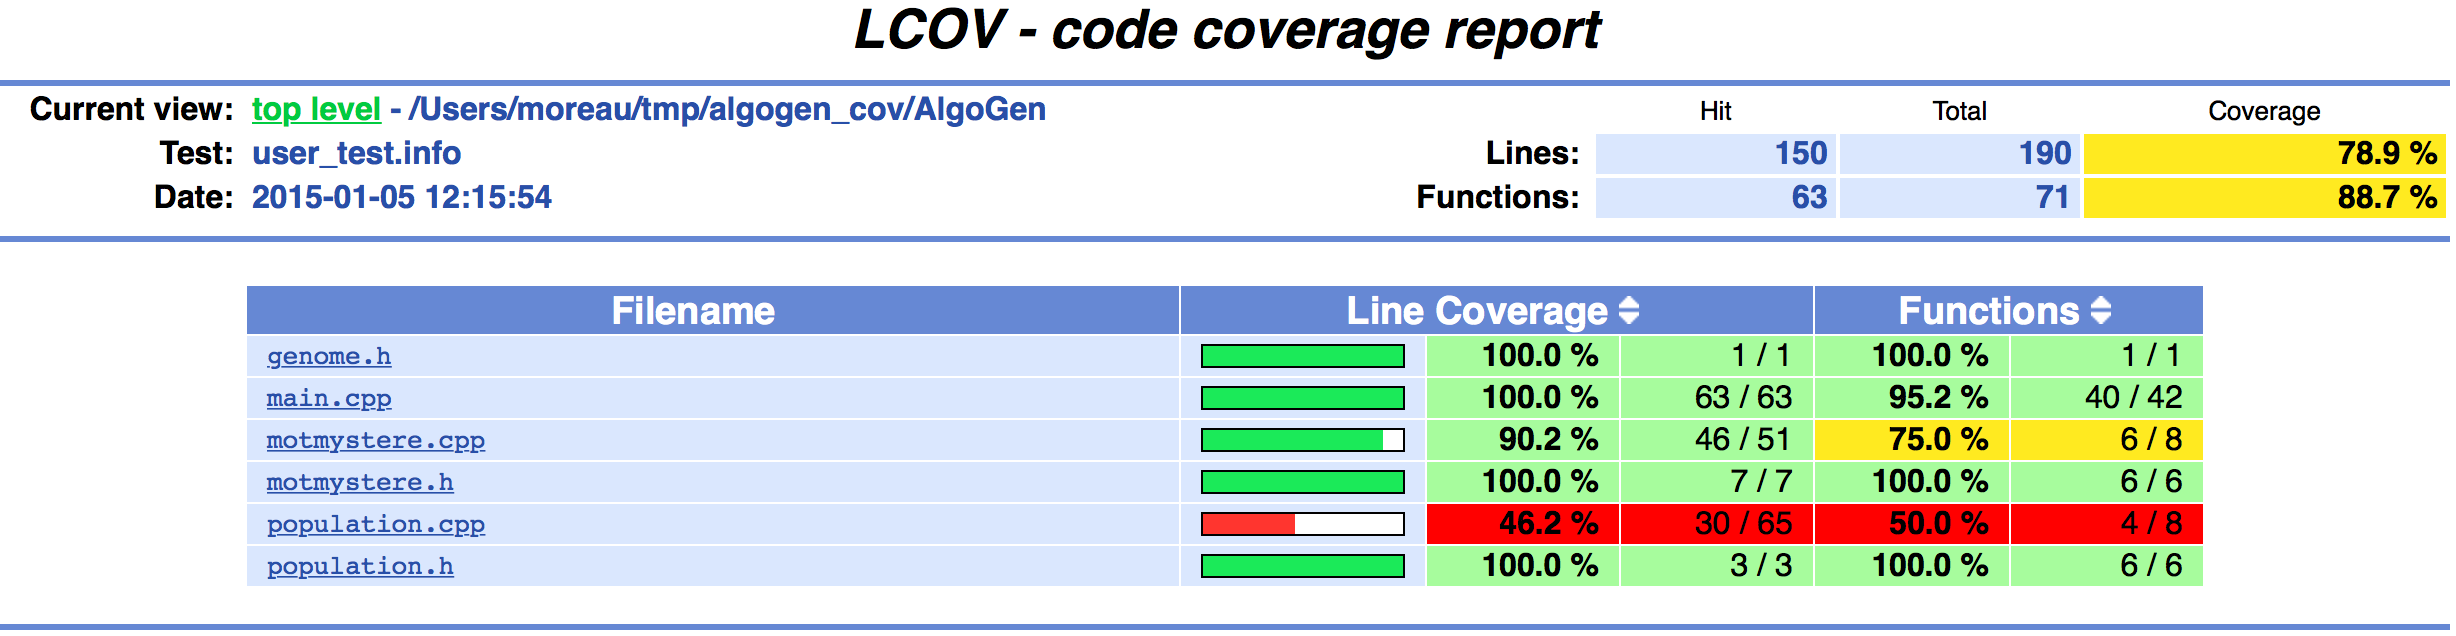 LCOV - code coverage report
Current view: top level - /Users/moreau/tmp/algogen_cov/AlgoGen
Hit Total Coverage
Test: user_test.info
Lines: 150 190 78.9 %
Date: 2015-01-05 12:15:54
Functions: 63 71 88.7 %
Filename Line Coverage Functions
genome.h 100.0 % 1 / 1 100.0 % 1 / 1
main.cpp 100.0 % 63 / 63 95.2 % 40 / 42
motmystere.cpp 90.2 % 46 / 51 75.0 % 6 / 8
motmystere.h 100.0 % 7 / 7 100.0 % 6 / 6
population.cpp 46.2 % 30 / 65 50.0 % 4 / 8
population.h 100.0 % 3 / 3 100.0 % 6 / 6